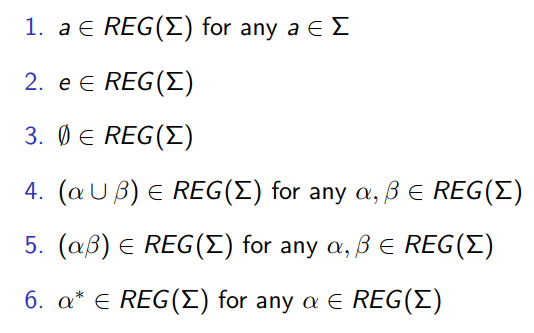 1. a ∈ REG(Σ) for any a ∈ Σ
2. e ∈ REG(Σ)
3. ∅ ∈ REG(Σ)
4. (α ∪ β) ∈ REG(Σ) for any α, β ∈ REG(Σ)
5. (αβ) ∈ REG(Σ) for any α, β ∈ REG(Σ)
6. α* ∈ REG(Σ) for any α ∈ REG(Σ)